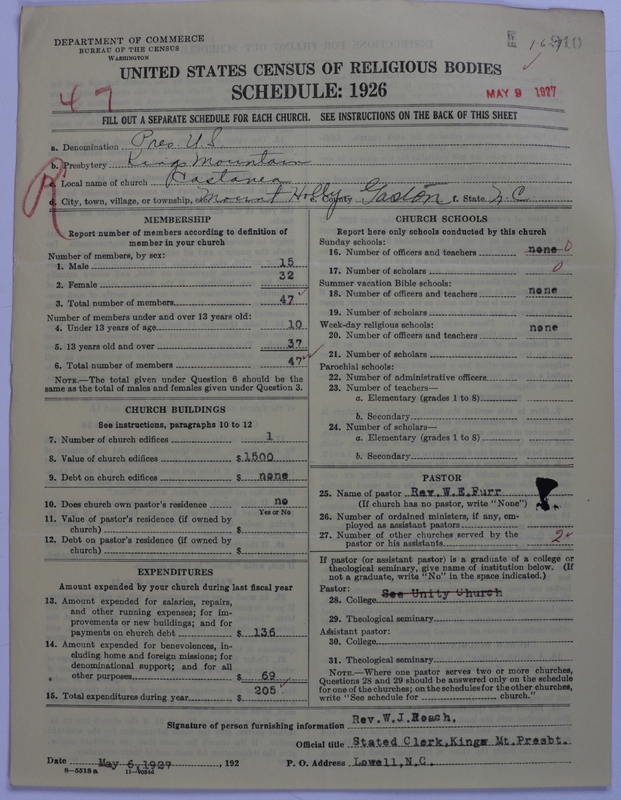 DEPARTMENT OF COMMERCE
BUREAU OF THE CENSUS
WASHINGTON
UNITED STATES CENSUS OF RELIGIOUS BODIES
SCHEDULE: 1926
47
MAY 9 1927
FILL OUT A SEPARATE SCHEDULE FOR EACH CHURCH. SEE INSTRUCTIONS ON THE BACK OF THIS SHEET
a. Denomination Pres. U.S.
b. Presbytery Kings Mountain
c. Local name of church Castanea
d. City, town, village, or township, Mount Holly e. County Gaston f. State N.C.
MEMBERSHIP
Report number of members according to definition of
member in your church
Number of members, by sex:
1. Male 15
2. Female 32
3. Total number of members 47
Number of members under and over 13 years old:
4. Under 13 years of age 10
5. 13 years old and over 37
6. Total number of members 47
NOTE.—The total given under Question 6 should be the
same as the total of males and females given under Question 3.
CHURCH BUILDINGS
See instructions, paragraphs 10 to 12
7. Number of church edifices 1
8. Value of church edifices $1500
9. Debt on church edifices $ none
10. Does church own pastor's residence no
Yes or No
11. Value of pastor's residence (if owned by
church) $
12. Debt on pastor's residence (if owned by
church) $
EXPENDITURES
Amount expended by your church during last fiscal year
13. Amount expended for salaries, repairs,
and other running expenses; for im-
provements or new buildings; and for
payments on church debt $ 136
14. Amount expended for benevolences, in-
cluding home and foreign missions; for
denominational support; and for all
other purposes $ 69
15. Total expenditures during year $ 205
CHURCH SCHOOLS
Report here only schools conducted by this church
Sunday schools:
16. Number of officers and teachers none 0
17. Number of scholars 0
Summer vacation Bible schools:
18. Number of officers and teachers none
19. Number of scholars
Week-day religious schools:
20. Number of officers and teachers none
21. Number of scholars
Parochial schools:
22. Number of administrative officers
23. Number of teachers—
a. Elementary (grades 1 to 8)
b. Secondary
24. Number of scholars—
a. Elementary (grades 1 to 8)
b. Secondary
PASTOR
25. Name of pastor Rev. W.E.Furr
(If church has no pastor, write "None")
26. Number of ordained ministers, if any, em-
ployed as assistant pastors
27. Number of other churches served by the
pastor or his assistants 2
If pastor (or assistant pastor) is a graduate of a college or
theological seminary, give name of institution below. (If
not a graduate, write "No" in the space indicated.)
Pastor:
28. College See Unity Church
29. Theological seminary
Assistant pastor:
30. College
31. Theological seminary
NOTE.—Where one pastor serves two or more churches,
Questions 28 and 29 should be answered only on the schedule
for one of the churches; on the schedules for the other churches,
write "See schedule for church."
Signature of person furnishing information Rev.W.J.Roach,
Official title Stated Clerk,Kings Mt.Presbt.
Date May 6,1927, 192 P. O. Address Lowell,N.C.
8—5518 a